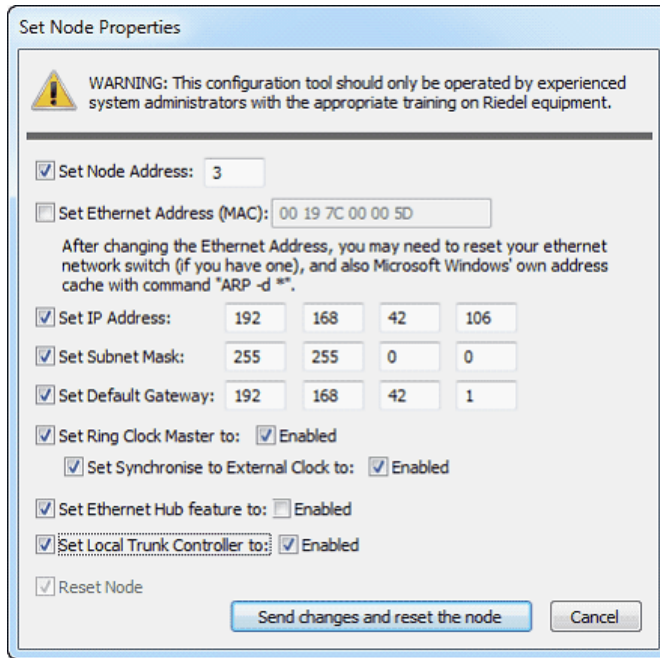 Set Node Properties
WARNING: This configuration tool should only be operated by experienced
system administrators with the appropriate training on Riedel equipment.
Set Node Address: 3
Set Ethernet Address (MAC): 00 19 7C 00 00 5D
After changing the Ethernet Address, you may need to reset your ethernet
network switch (if you have one), and also Microsoft Windows' own address
cache with command "ARP -d *".
Set IP Address: 192 168 42 106
Set Subnet Mask: 255 255 0 0
Set Default Gateway: 192 168 42 1
Set Ring Clock Master to: Enabled
Set Synchronise to External Clock to: Enabled
Set Ethernet Hub feature to: Enabled
Set Local Trunk Controller to: Enabled
Reset Node
Send changes and reset the node Cancel